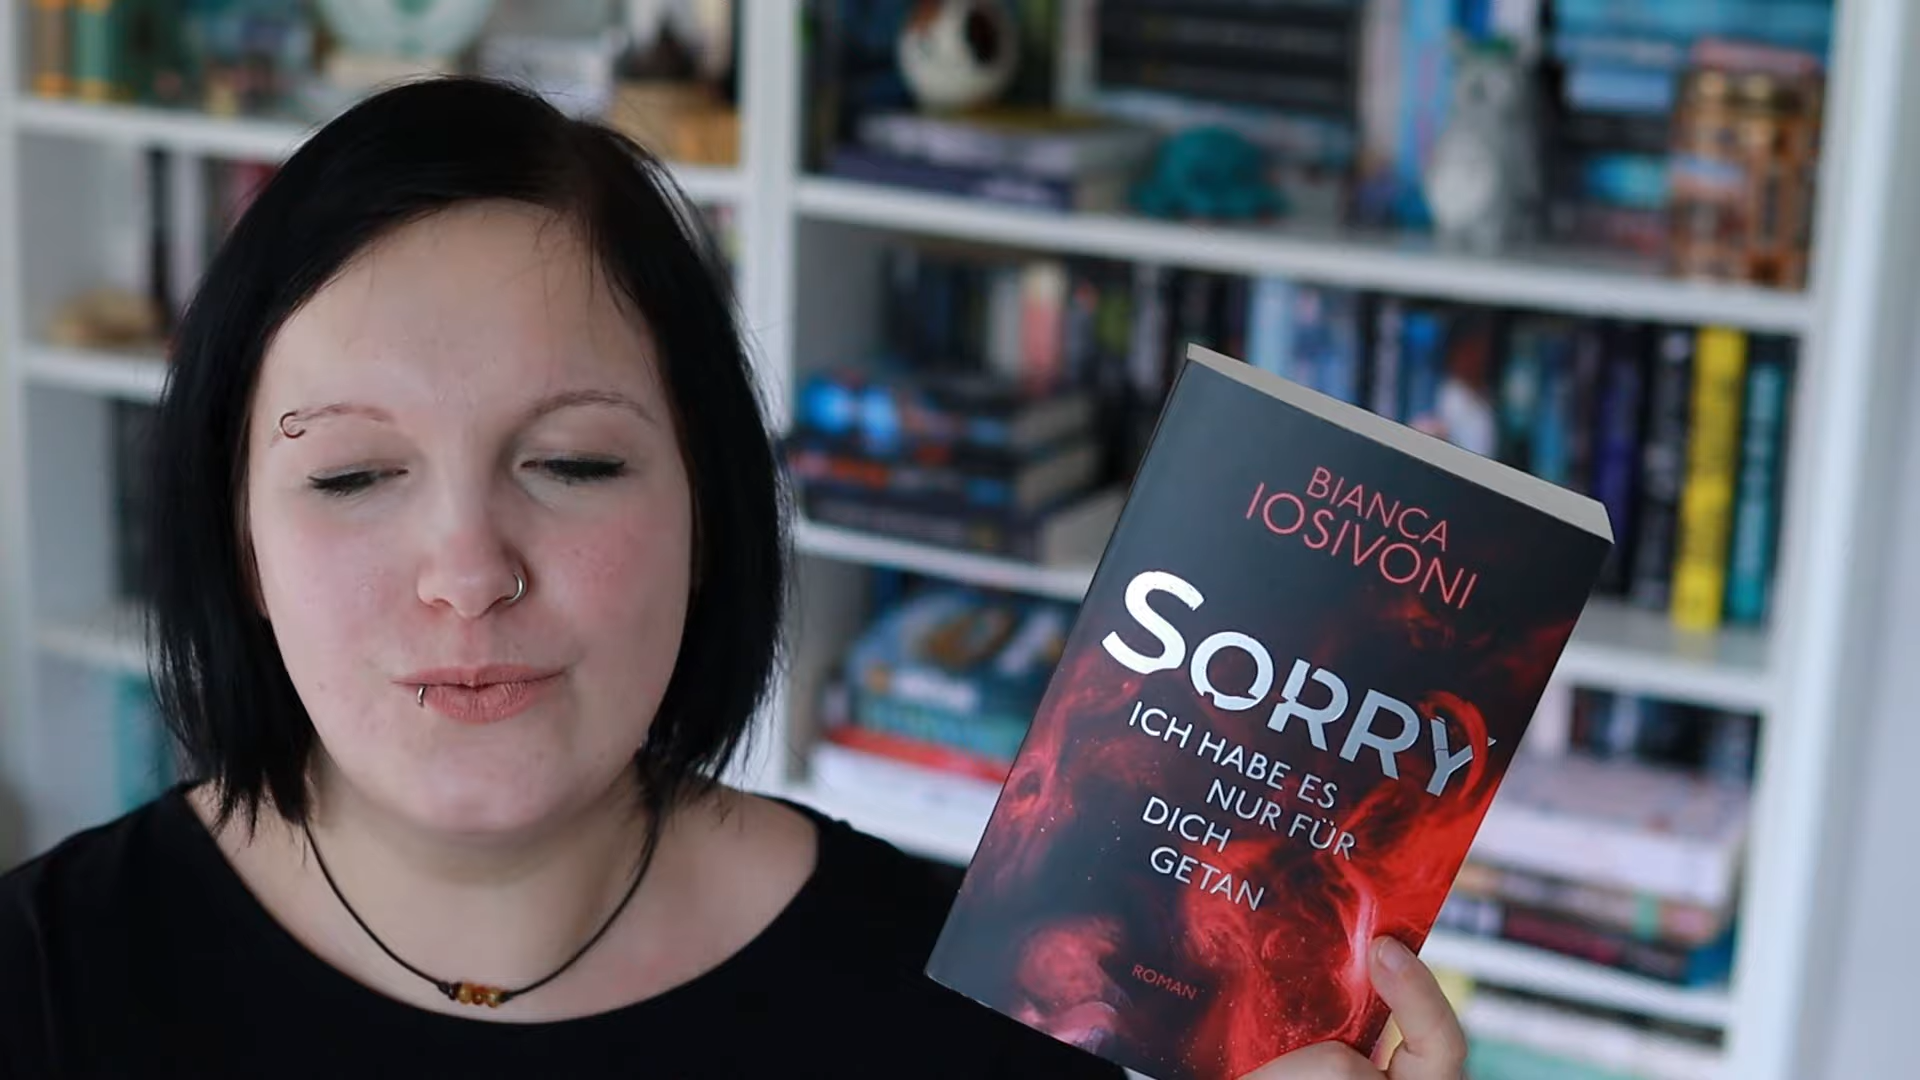 BIANCA
IOSIVONI
SORRY
ICH HABE ES
NUR FÜR
DICH
GETAN
ROMAN